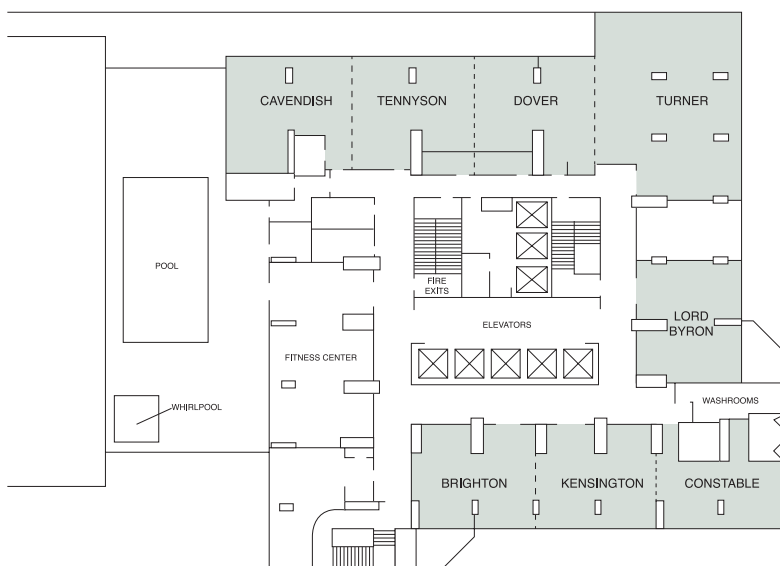 CAVENDISH
TENNYSON
DOVER
TURNER
POOL
FIRE
EXITS
ELEVATORS
LORD
BYRON
FITNESS CENTER
WHIRLPOOL
WASHROOMS
BRIGHTON
KENSINGTON
CONSTABLE